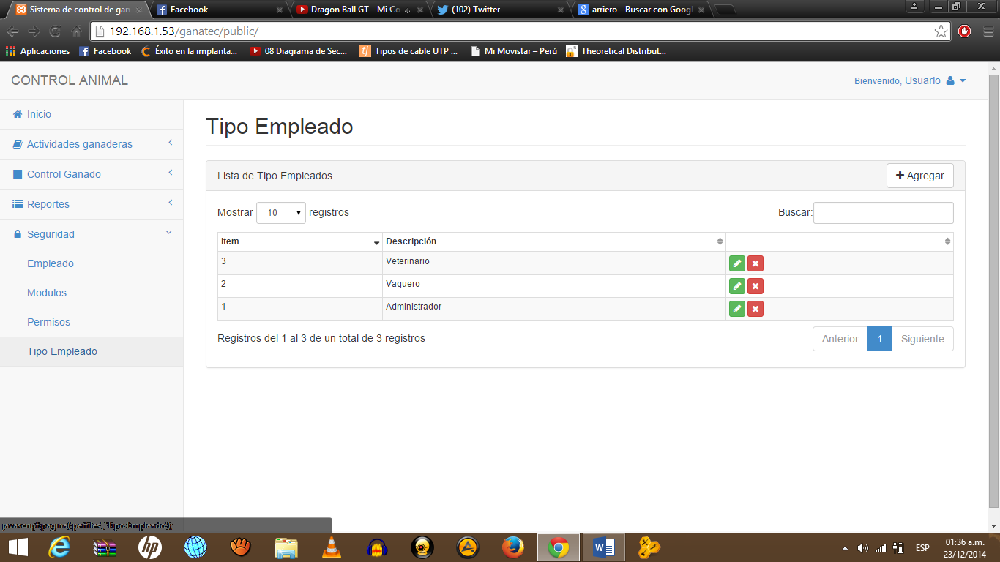 Sistema de control de gan
Facebook
Dragon Ball GT - Mi Co
(102) Twitter
arriero - Buscar con Googl
192.168.1.53/ganatec/public/
Aplicaciones
Facebook
Éxito en la implanta...
08 Diagrama de Sec...
Tipos de cable UTP ...
Mi Movistar – Perú
Theoretical Distribut...
CONTROL ANIMAL
Bienvenido, Usuario
Inicio
Actividades ganaderas
Control Ganado
Reportes
Seguridad
Empleado
Modulos
Permisos
Tipo Empleado
Tipo Empleado
Lista de Tipo Empleados
Agregar
Mostrar 10 registros
Buscar:
Item Descripción
3 Veterinario
2 Vaquero
1 Administrador
Registros del 1 al 3 de un total de 3 registros
Anterior 1 Siguiente
javascript:pagina('perfiles','Tipo Empleado');
ESP
01:36 a.m.
23/12/2014